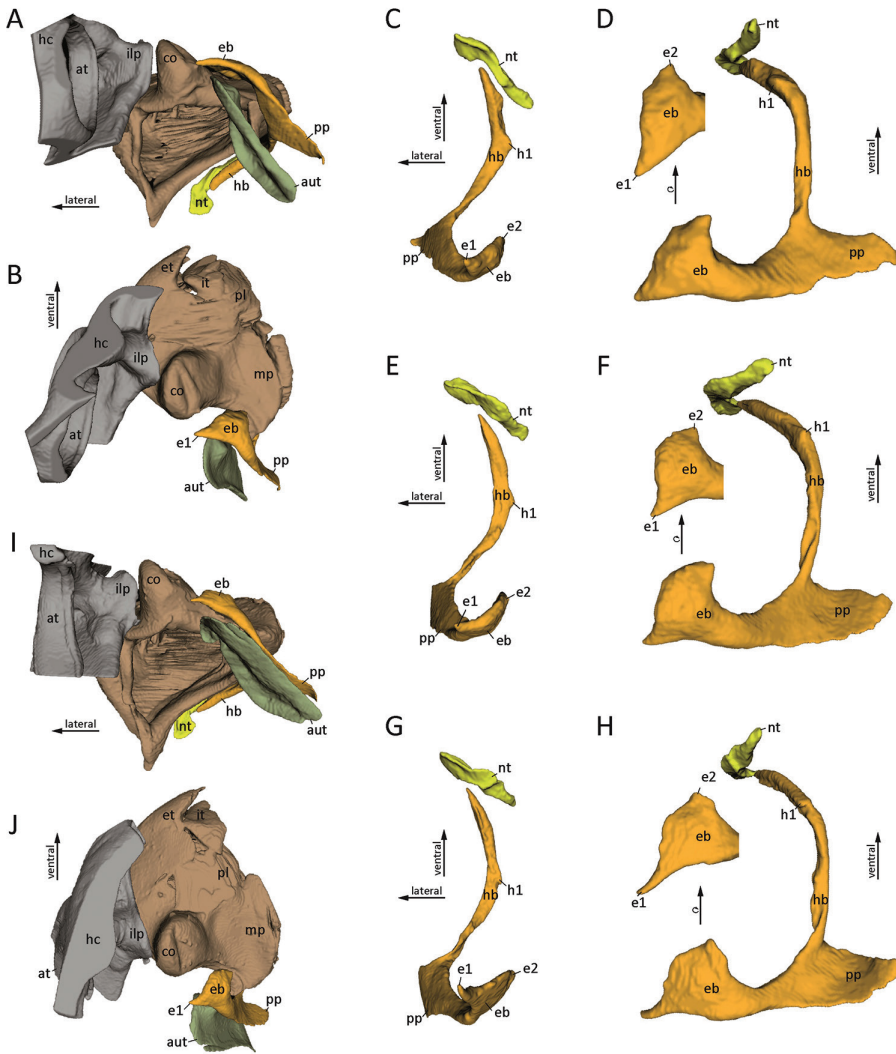 A
hc
at
ilp
co
eb
pp
aut
hb
nt
lateral
B
ventral
et
it
pl
hc
ilp
co
mp
at
e1
eb
pp
aut
I
hc
at
ilp
co
eb
pp
hb
nt
aut
lateral
J
ventral
et
it
pl
hc
ilp
co
mp
at
e1
eb
pp
aut
C
nt
ventral
lateral
hb
h1
pp
e1
e2
eb
E
nt
ventral
lateral
hb
h1
pp
e1
e2
eb
G
nt
ventral
lateral
hb
h1
pp
e1
e2
eb
D
nt
e2
eb
e1
h1
hb
ventral
eb
pp
F
nt
e2
eb
e1
h1
hb
ventral
eb
pp
H
nt
e2
eb
e1
h1
hb
ventral
eb
pp